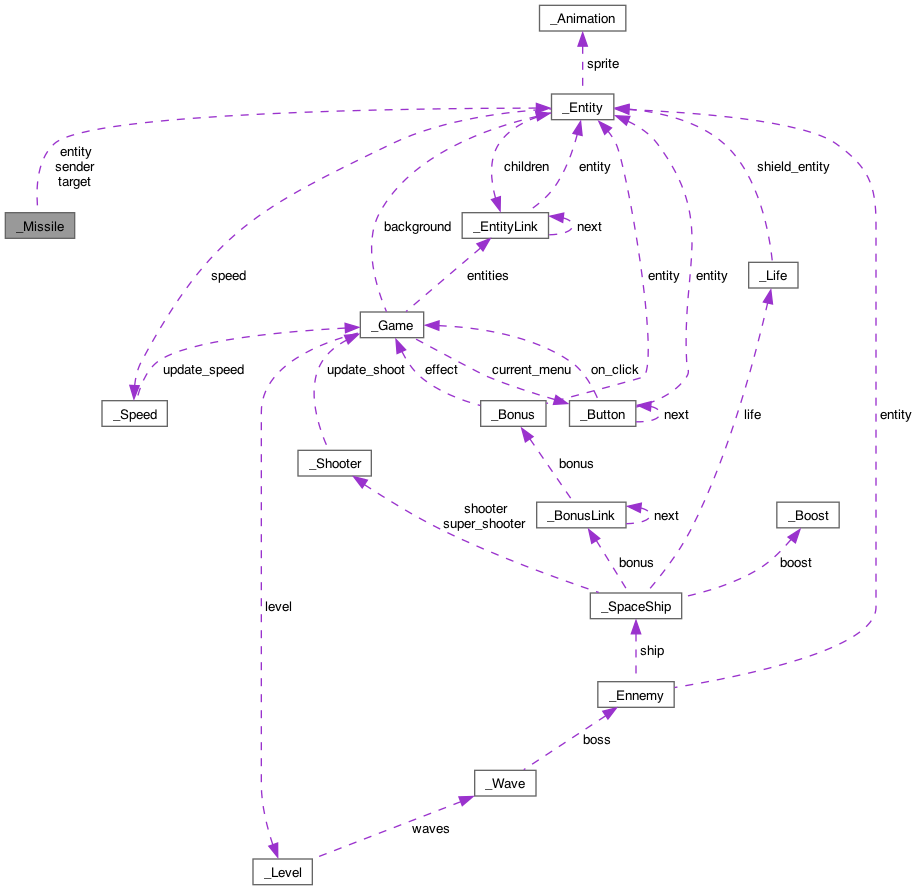 _Animation
sprite
_Entity
entity
sender
target
children
entity
shield_entity
_Missile
background
_EntityLink
next
speed
entities
entity
entity
_Life
_Game
update_speed
update_shoot
effect
current_menu
on_click
_Speed
_Bonus
_Button
next
life
entity
_Shooter
bonus
shooter
super_shooter
_BonusLink
next
_Boost
bonus
boost
level
_SpaceShip
ship
_Ennemy
boss
_Wave
waves
_Level